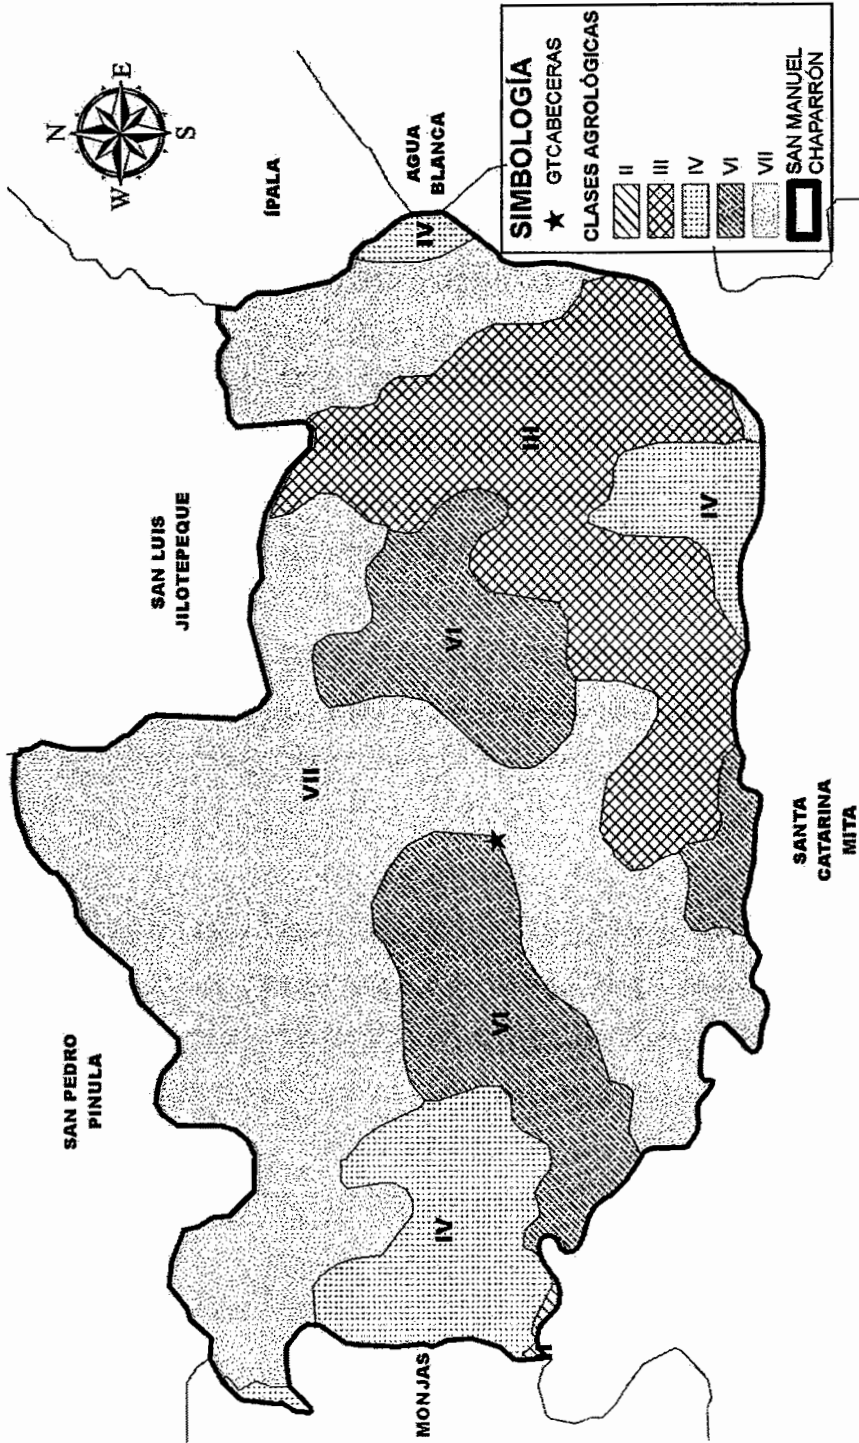 N
E
S
W
SAN PEDRO
PINULA
SAN LUIS
JILOTEPEQUE
ÍPALA
AGUA
BLANCA
MONJAS
SANTA
CATARINA
MITA
VII
VI
VI
IV
IV
IV
III
II
SIMBOLOGÍA
GTCABECERAS
CLASES AGROLÓGICAS
II
III
IV
VI
VII
SAN MANUEL
CHAPARRÓN